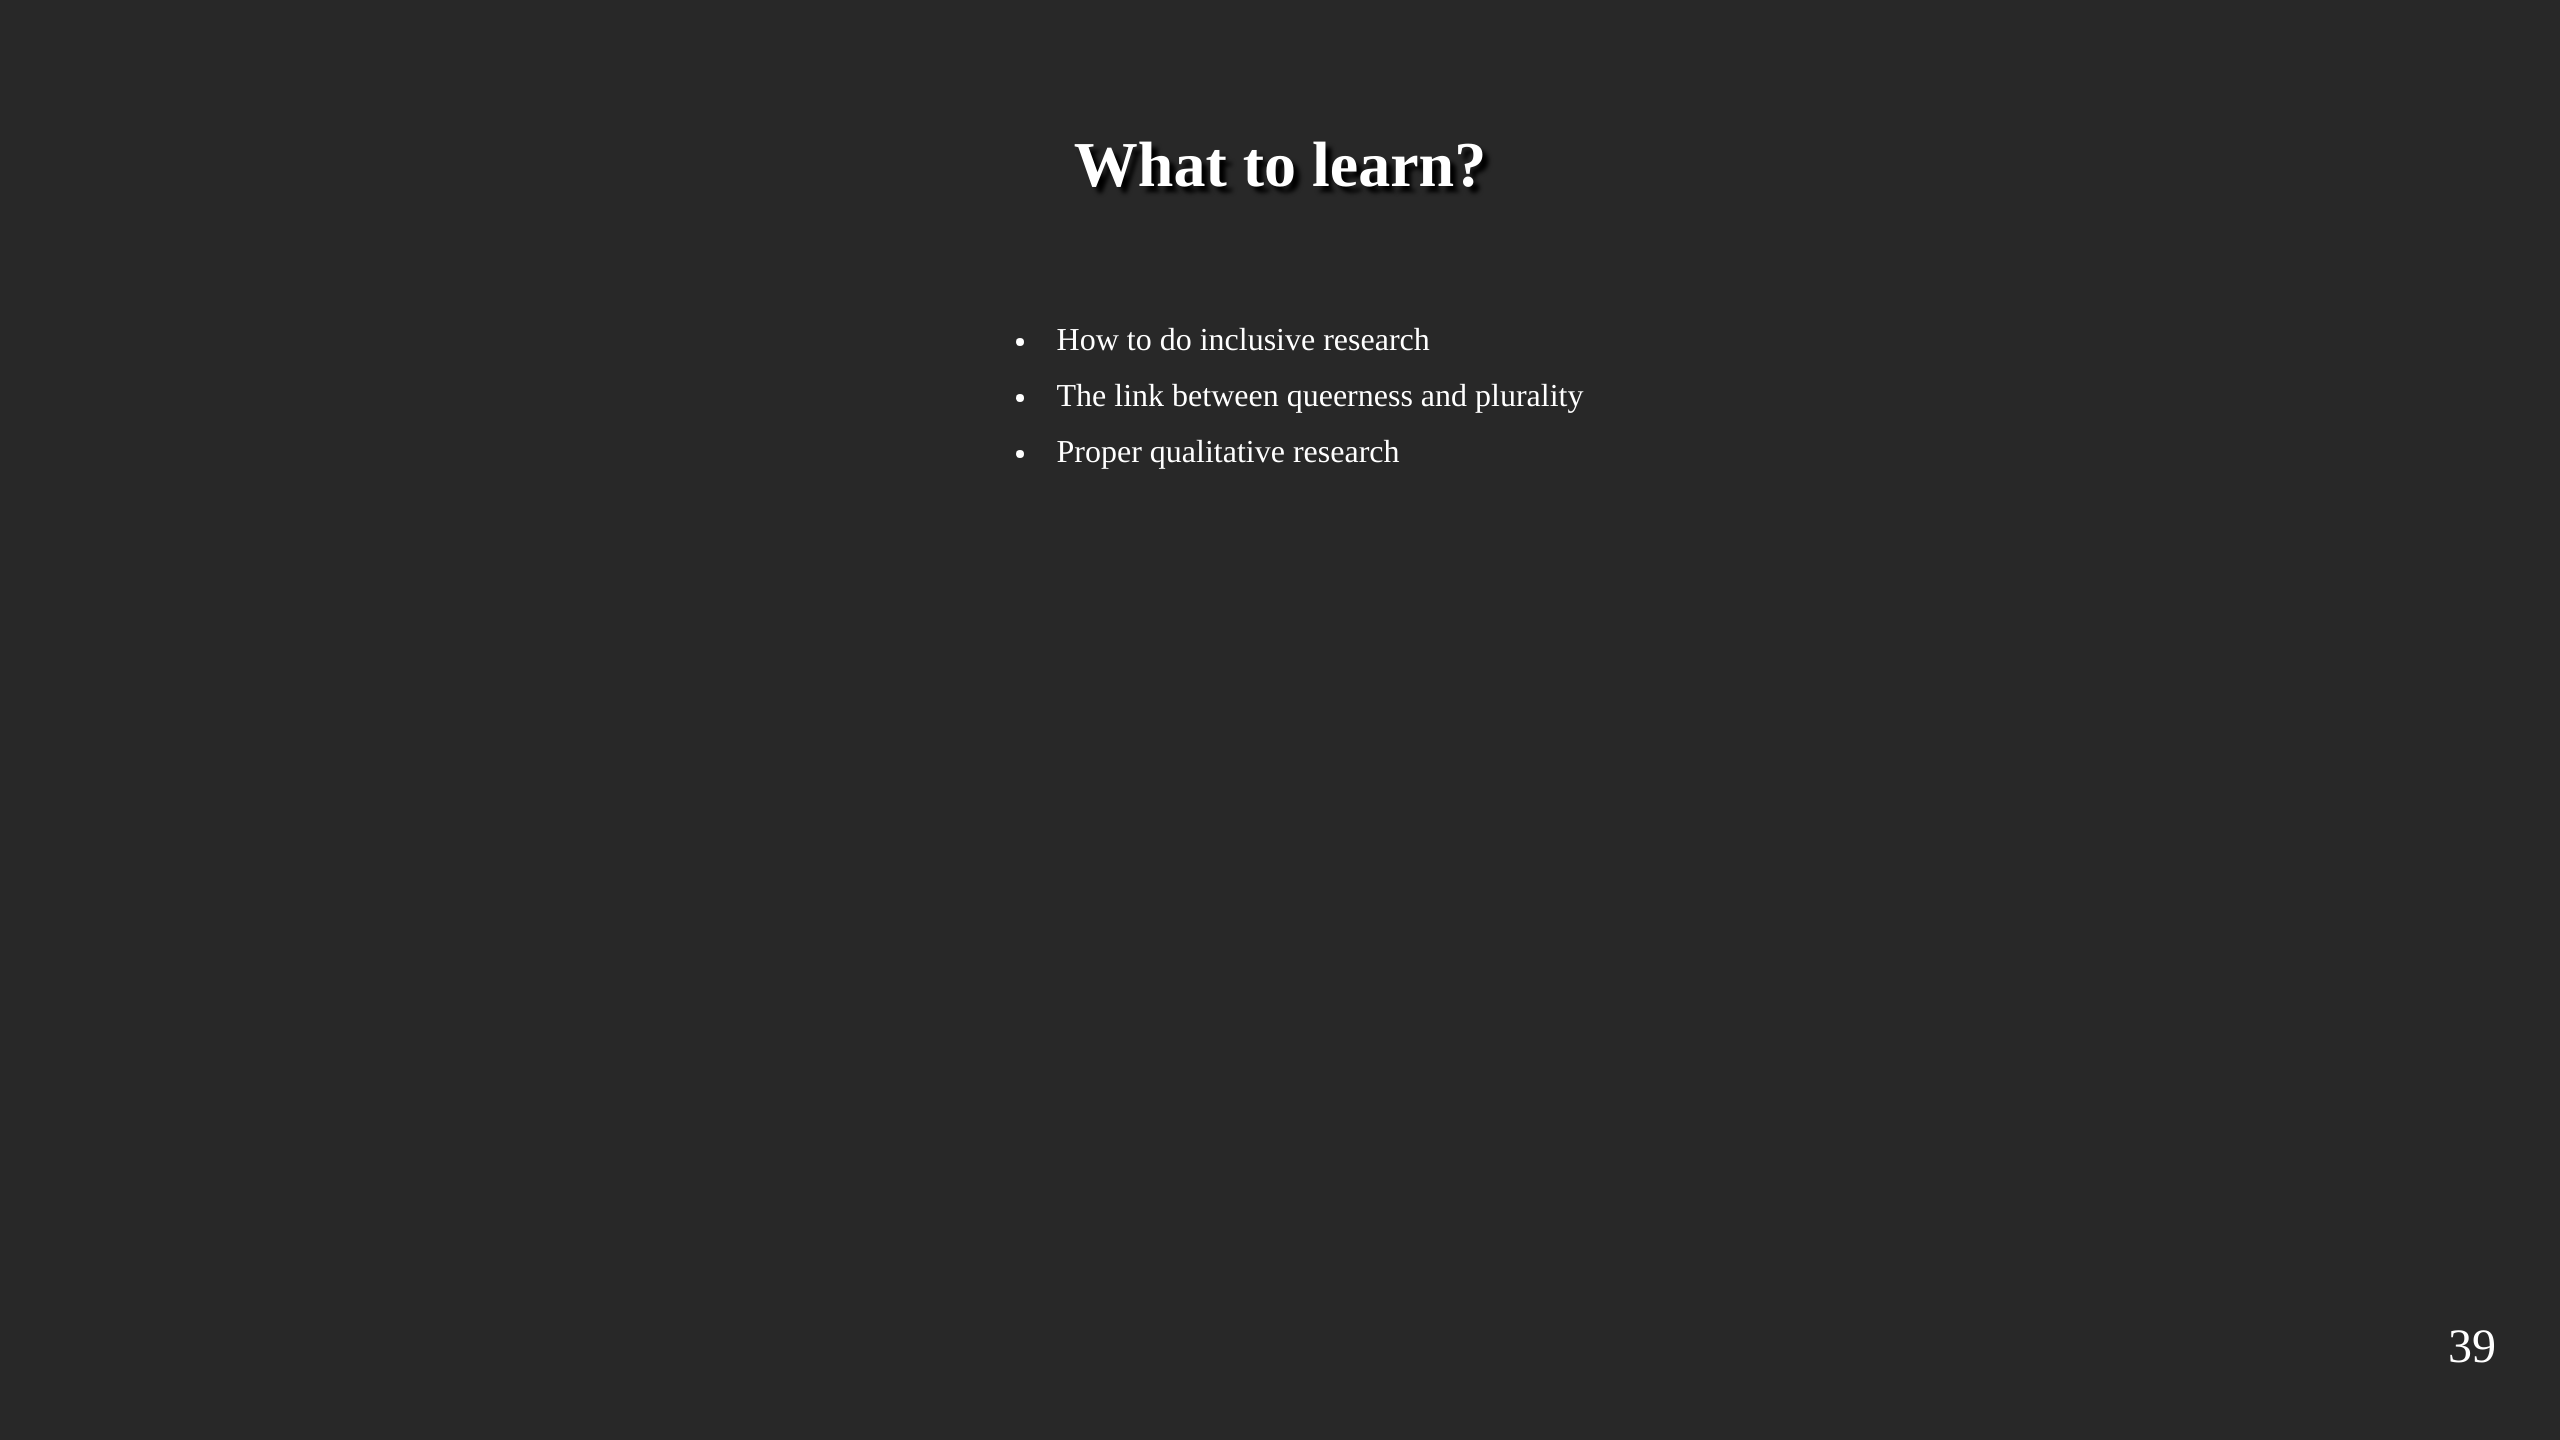 What to learn?
• How to do inclusive research
• The link between queerness and plurality
• Proper qualitative research
39